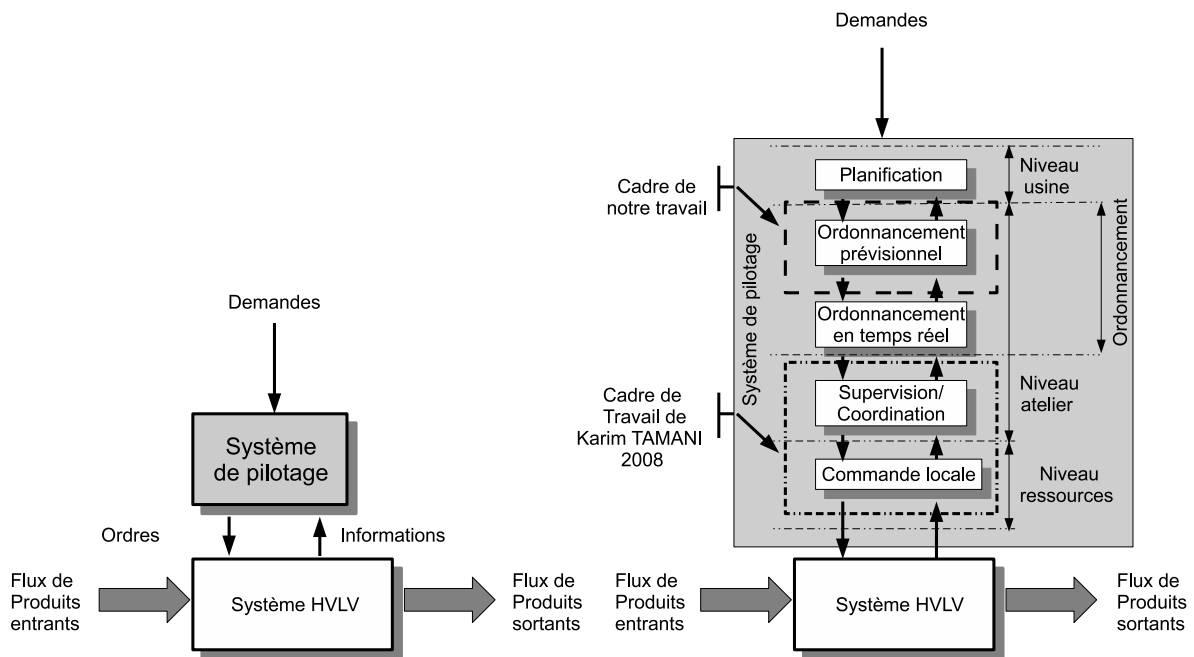 Demandes
Système
de pilotage
Ordres
Informations
Flux de
Produits
entrants
Système HVLV
Flux de
Produits
sortants
Demandes
Système de pilotage
Planification
Niveau
usine
Cadre de
notre travail
Ordonnancement
prévisionnel
Ordonnancement
Ordonnancement
en temps réel
Cadre de
Travail de
Karim TAMANI
2008
Supervision/
Coordination
Niveau
atelier
Commande locale
Niveau
ressources
Flux de
Produits
entrants
Système HVLV
Flux de
Produits
sortants